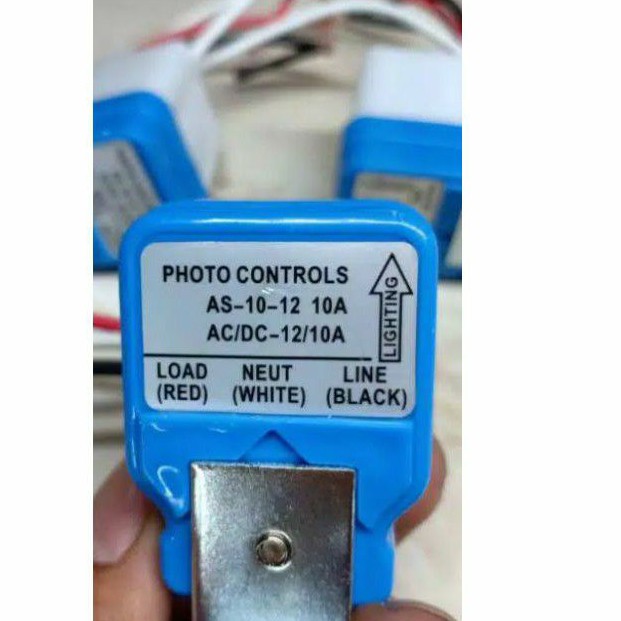 PHOTO CONTROLS
AS-10-12 10A
AC/DC-12/10A
LIGHTING
LOAD NEUT LINE
(RED) (WHITE) (BLACK)